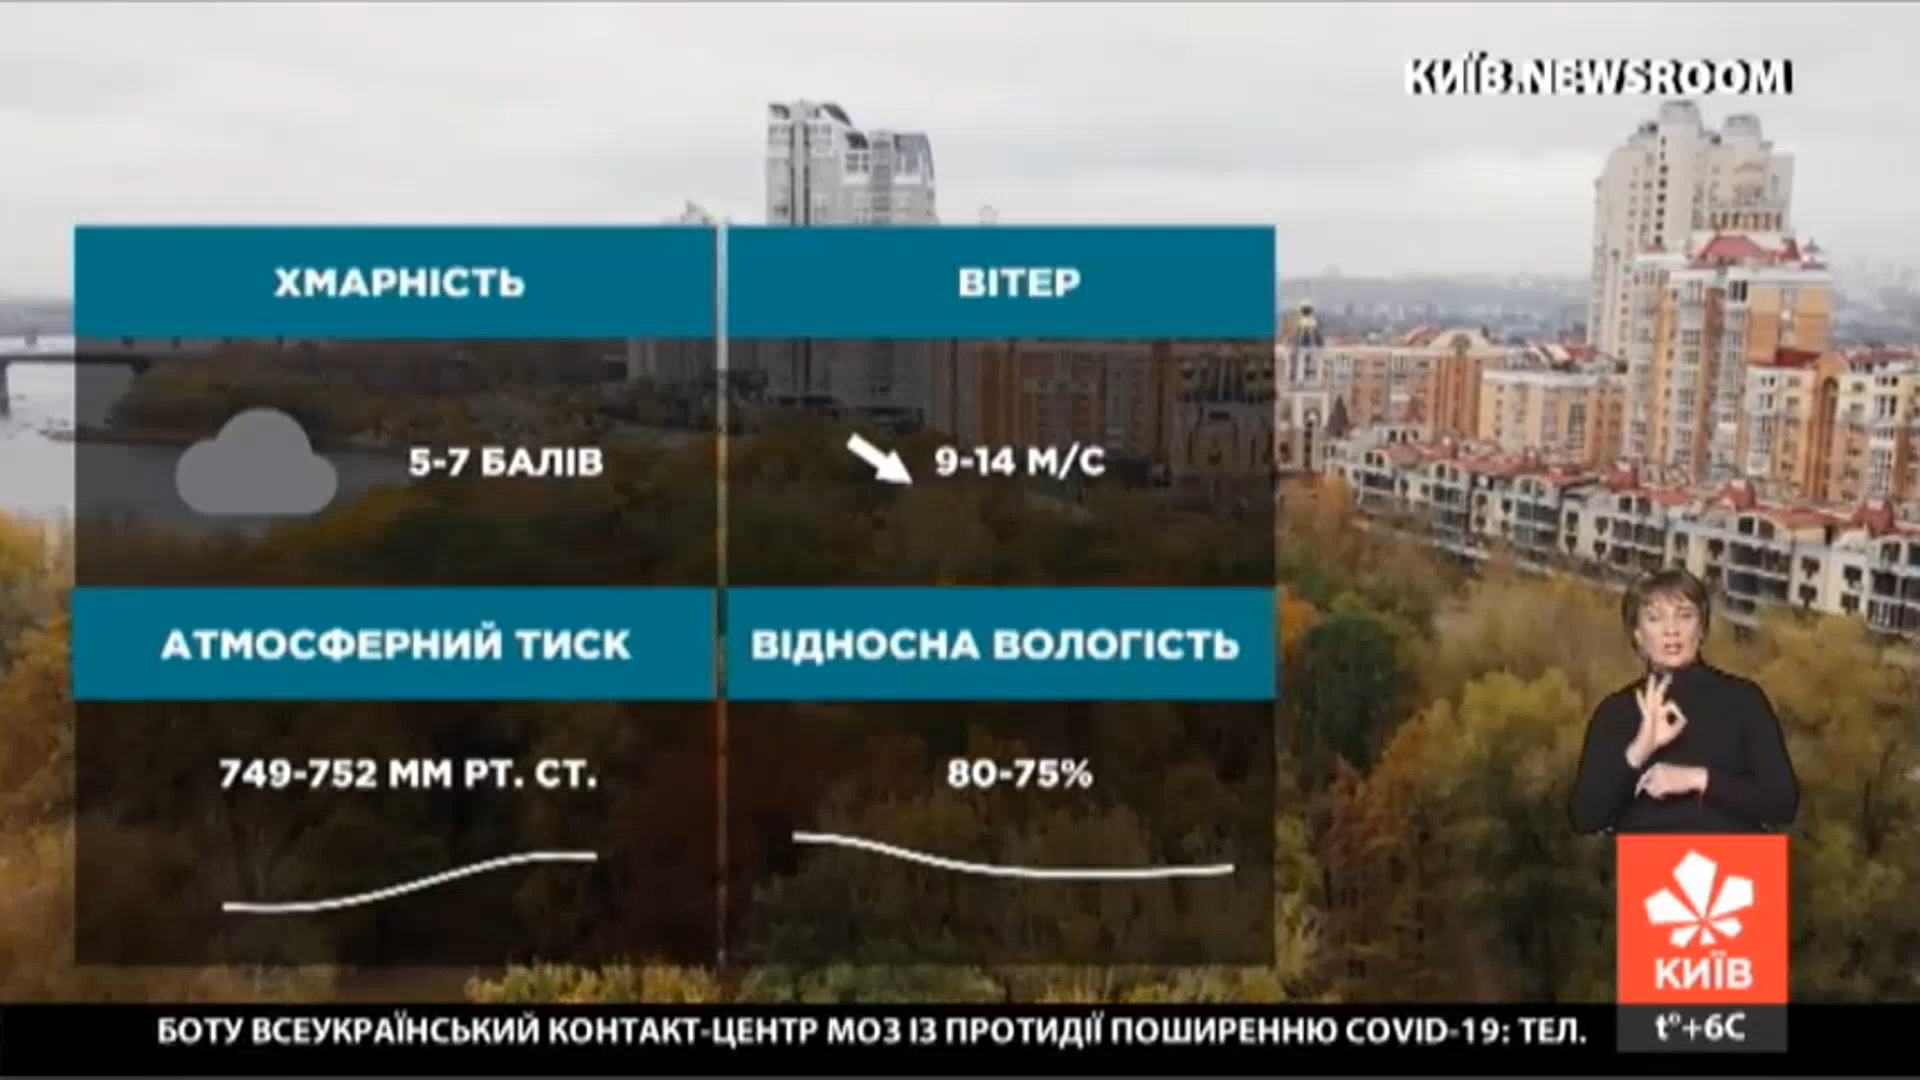 КИЇВ.NEWSROOM
ХМАРНІСТЬ
ВІТЕР
5-7 БАЛІВ
9-14 М/С
АТМОСФЕРНИЙ ТИСК
ВІДНОСНА ВОЛОГІСТЬ
749-752 ММ РТ. СТ.
80-75%
КИЇВ
БОТУ ВСЕУКРАЇНСЬКИЙ КОНТАКТ-ЦЕНТР МОЗ ІЗ ПРОТИДІЇ ПОШИРЕННЮ COVID-19: ТЕЛ.
t°+6C